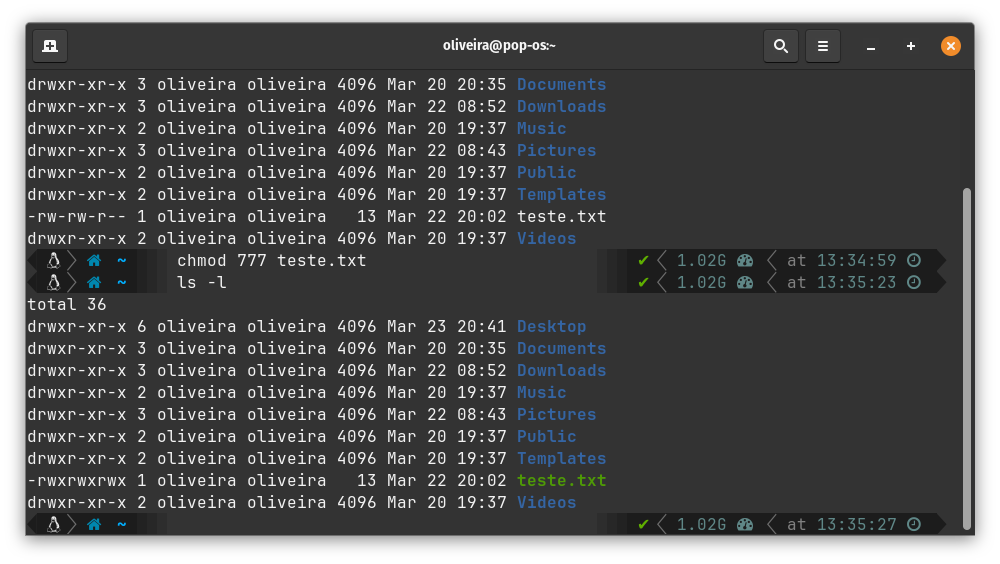 oliveira@pop-os:~
drwxr-xr-x 3 oliveira oliveira 4096 Mar 20 20:35 Documents
drwxr-xr-x 3 oliveira oliveira 4096 Mar 22 08:52 Downloads
drwxr-xr-x 2 oliveira oliveira 4096 Mar 20 19:37 Music
drwxr-xr-x 3 oliveira oliveira 4096 Mar 22 08:43 Pictures
drwxr-xr-x 2 oliveira oliveira 4096 Mar 20 19:37 Public
drwxr-xr-x 2 oliveira oliveira 4096 Mar 20 19:37 Templates
-rw-rw-r-- 1 oliveira oliveira   13 Mar 22 20:02 teste.txt
drwxr-xr-x 2 oliveira oliveira 4096 Mar 20 19:37 Videos
~ chmod 777 teste.txt ✔ 1.02G at 13:34:59
~ ls -l ✔ 1.02G at 13:35:23
total 36
drwxr-xr-x 6 oliveira oliveira 4096 Mar 23 20:41 Desktop
drwxr-xr-x 3 oliveira oliveira 4096 Mar 20 20:35 Documents
drwxr-xr-x 3 oliveira oliveira 4096 Mar 22 08:52 Downloads
drwxr-xr-x 2 oliveira oliveira 4096 Mar 20 19:37 Music
drwxr-xr-x 3 oliveira oliveira 4096 Mar 22 08:43 Pictures
drwxr-xr-x 2 oliveira oliveira 4096 Mar 20 19:37 Public
drwxr-xr-x 2 oliveira oliveira 4096 Mar 20 19:37 Templates
-rwxrwxrwx 1 oliveira oliveira   13 Mar 22 20:02 teste.txt
drwxr-xr-x 2 oliveira oliveira 4096 Mar 20 19:37 Videos
~ ✔ 1.02G at 13:35:27